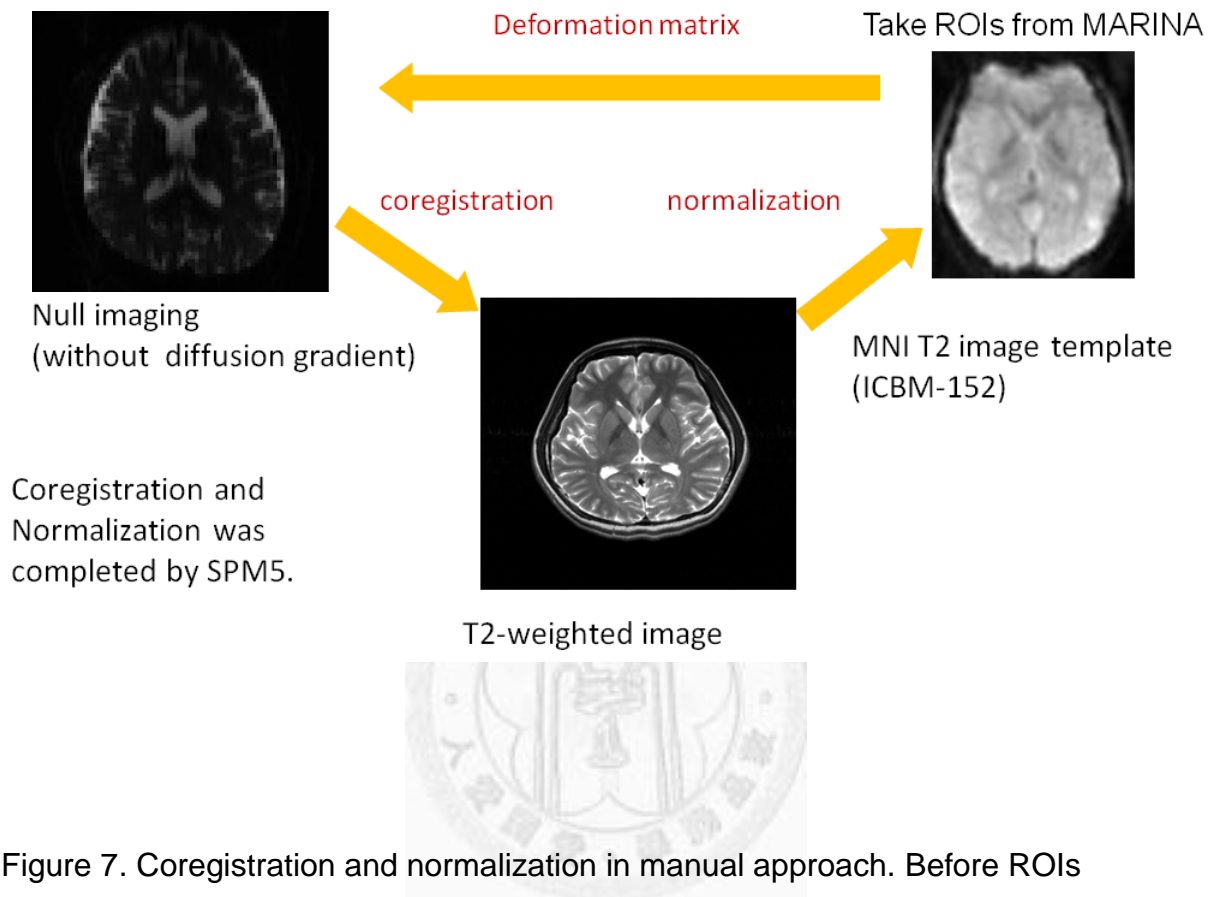 Deformation matrix
Take ROIs from MARINA
coregistration
normalization
Null imaging
(without diffusion gradient)
MNI T2 image template
(ICBM-152)
Coregistration and
Normalization was
completed by SPM5.
T2-weighted image
Figure 7. Coregistration and normalization in manual approach. Before ROIs